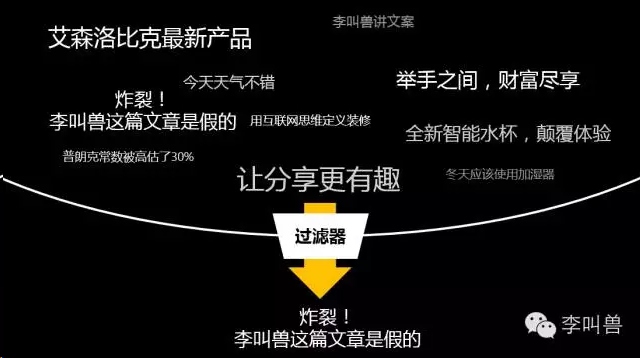 李叫兽讲文案
艾森洛比克最新产品
今天天气不错
举手之间，财富尽享
炸裂！
李叫兽这篇文章是假的
用互联网思维定义装修
全新智能水杯，颠覆体验
普朗克常数被高估了30%
让分享更有趣
冬天应该使用加湿器
过滤器
炸裂！
李叫兽这篇文章是假的
李叫兽